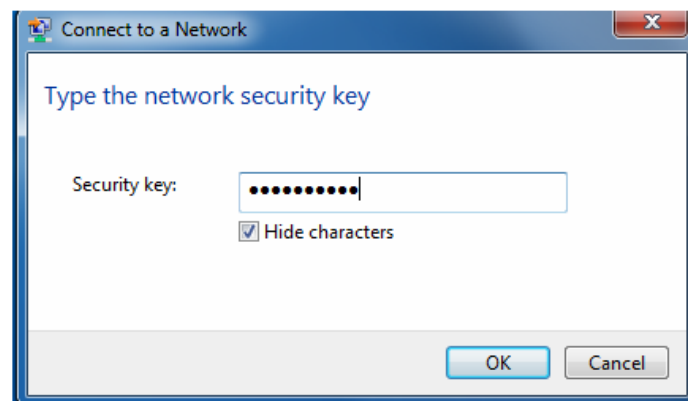 Connect to a Network
Type the network security key
Security key: ••••••••••
Hide characters
OK Cancel